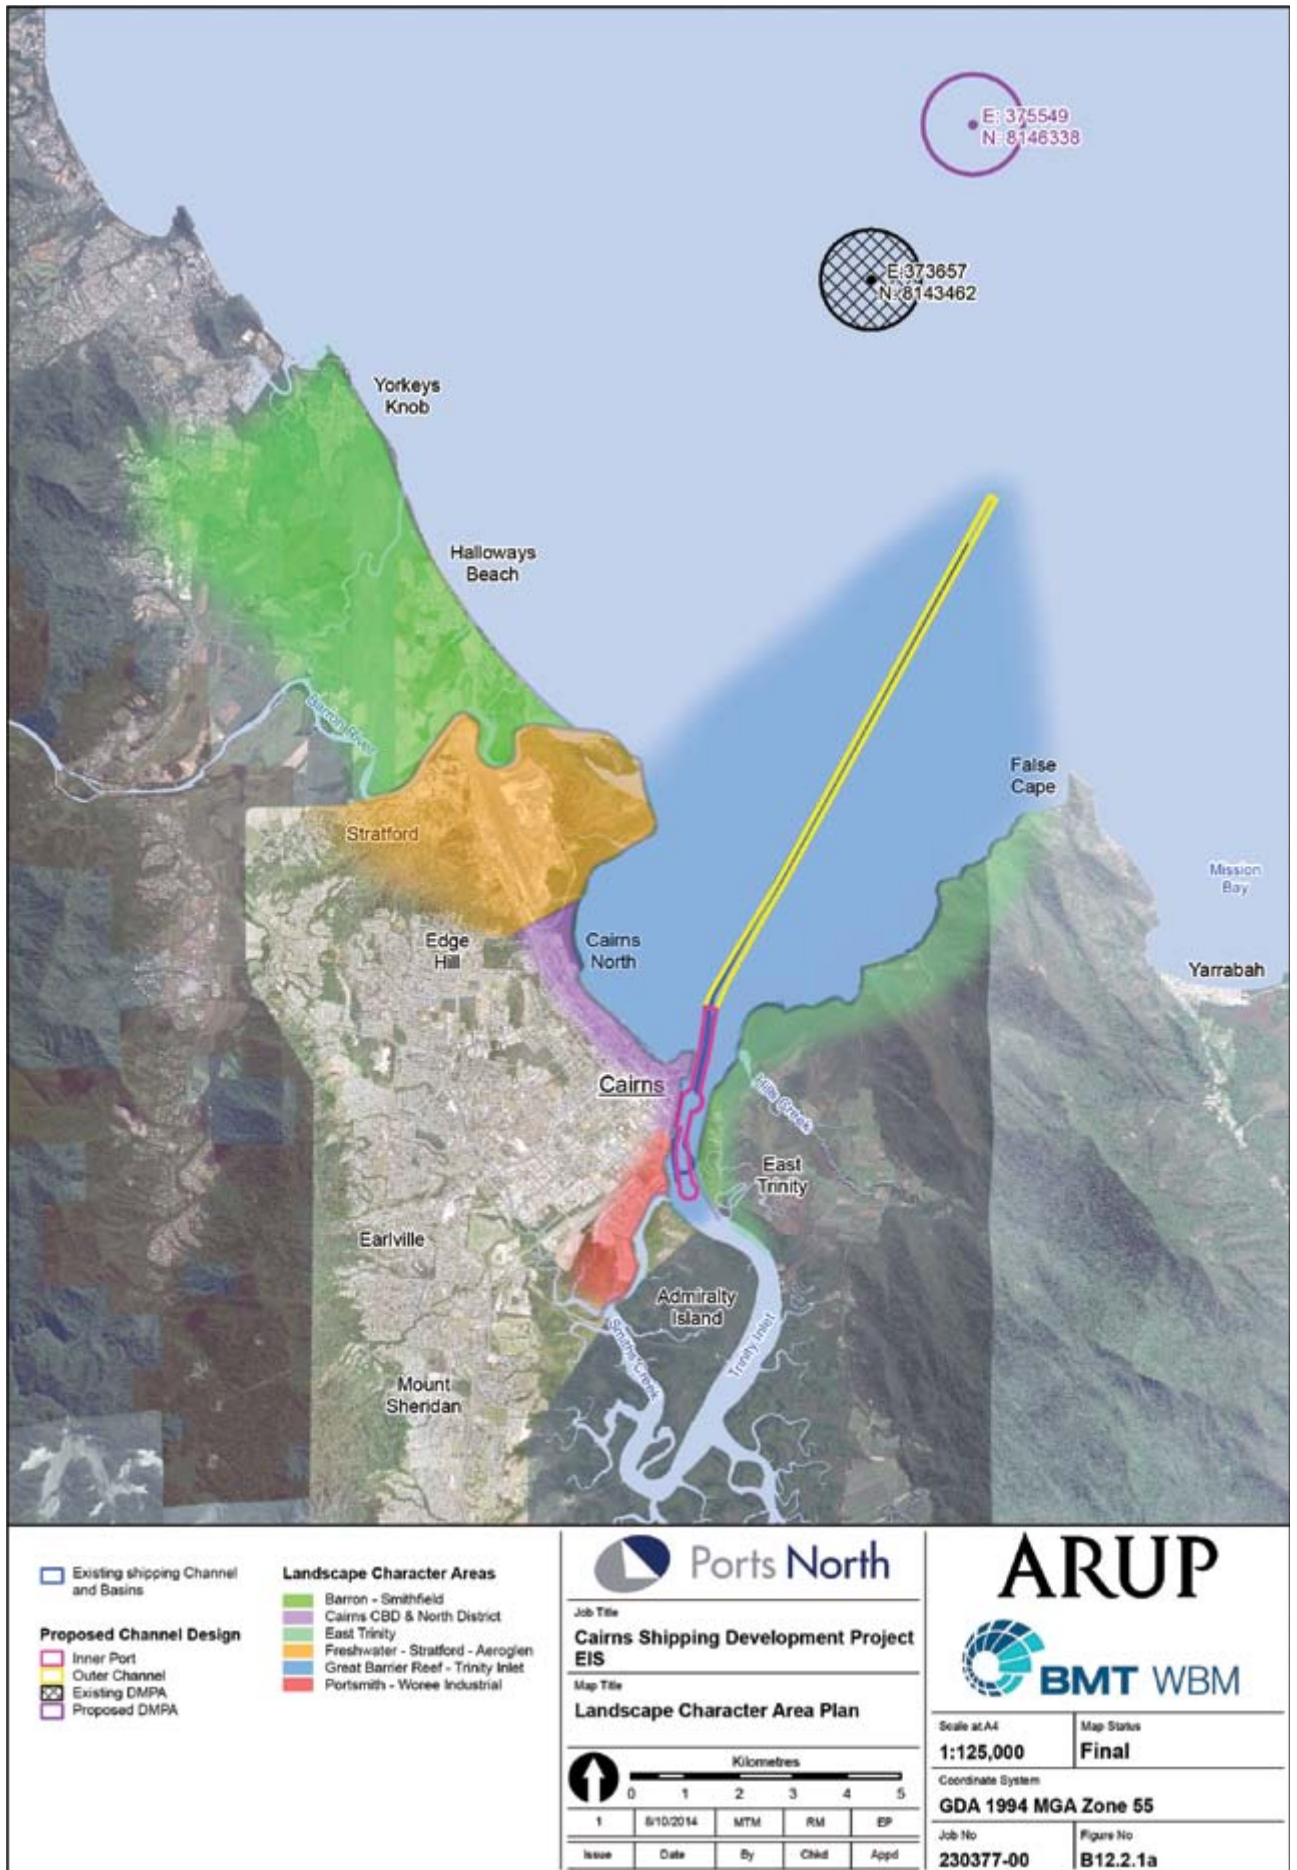 E: 375549
N: 8146338
E:373657
N: 8143462
Yorkeys
Knob
Halloways
Beach
Barron River
False
Cape
Stratford
Mission
Bay
Edge
Hill
Cairns
North
Yarrabah
Cairns
Hills Creek
East
Trinity
Earlville
Admiralty
Island
Smiths Creek
Trinity Inlet
Mount
Sheridan
Existing shipping Channel
and Basins
Proposed Channel Design
Inner Port
Outer Channel
Existing DMPA
Proposed DMPA
Landscape Character Areas
Barron - Smithfield
Cairns CBD & North District
East Trinity
Freshwater - Stratford - Aeroglen
Great Barrier Reef - Trinity Inlet
Portsmith - Woree Industrial
Ports North
Job Title
Cairns Shipping Development Project
EIS
Map Title
Landscape Character Area Plan
Kilometres
0 1 2 3 4 5
1 8/10/2014 MTM RM EP
Issue Date By Chkd Appd
ARUP
BMT WBM
Scale at A4
1:125,000
Map Status
Final
Coordinate System
GDA 1994 MGA Zone 55
Job No
230377-00
Figure No
B12.2.1a